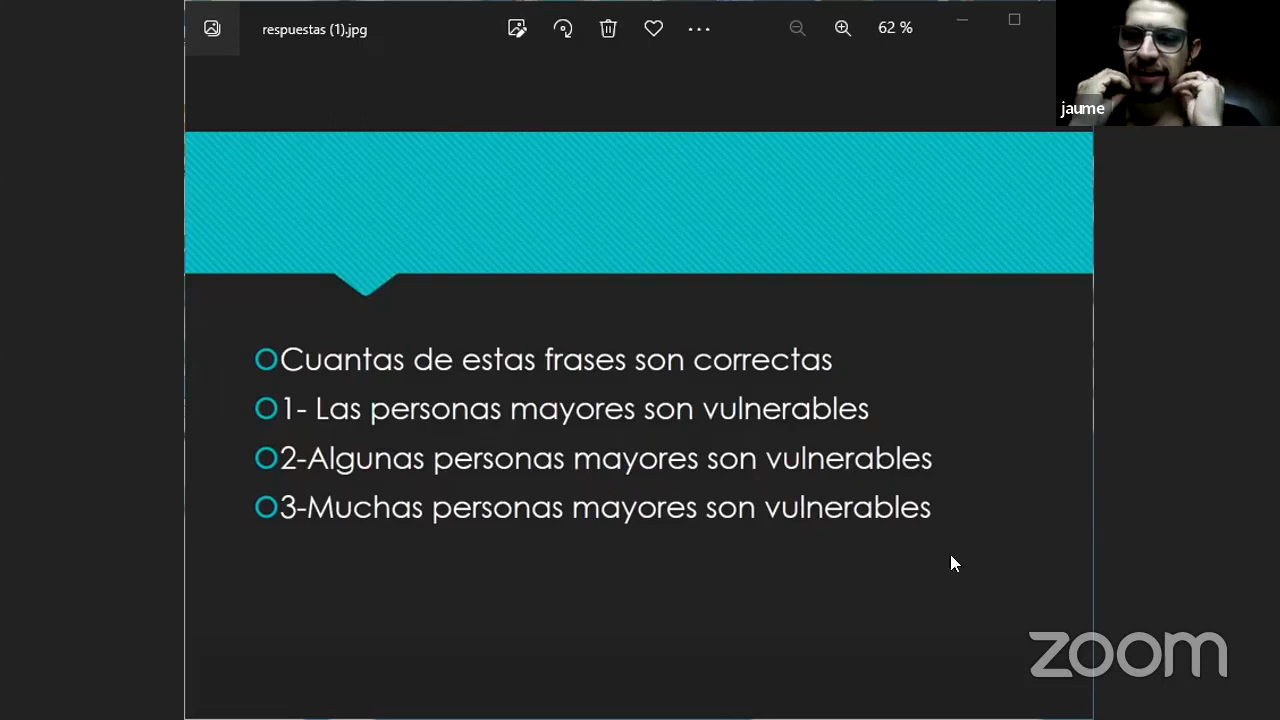 respuestas (1).jpg
62 %
jaume
Cuantas de estas frases son correctas
1- Las personas mayores son vulnerables
2-Algunas personas mayores son vulnerables
3-Muchas personas mayores son vulnerables
zoom